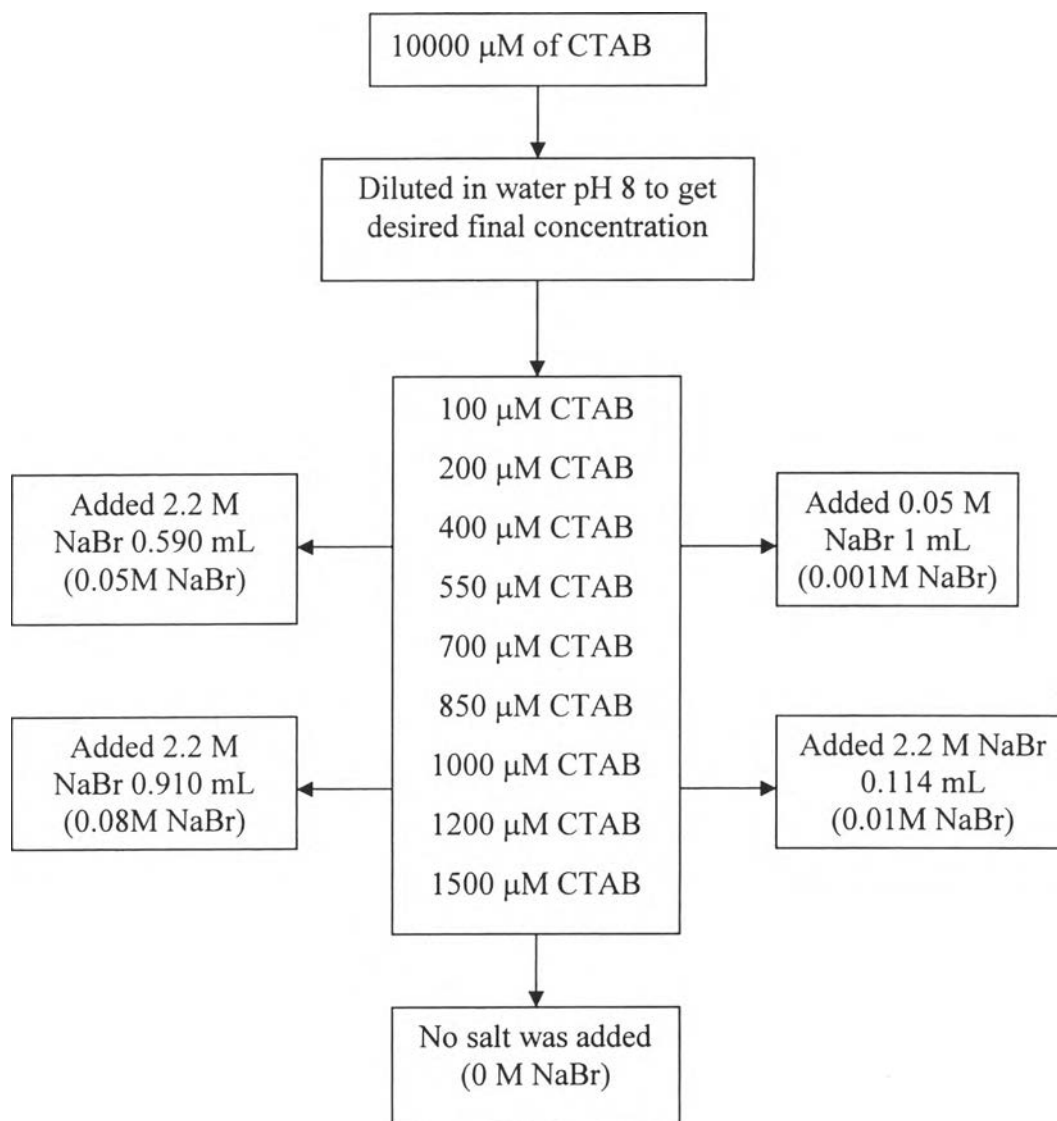 10000 μM of CTAB
Diluted in water pH 8 to get
desired final concentration
100 μM CTAB
200 μM CTAB
400 μM CTAB
550 μM CTAB
700 μM CTAB
850 μM CTAB
1000 μM CTAB
1200 μM CTAB
1500 μM CTAB
Added 2.2 M
NaBr 0.590 mL
(0.05M NaBr)
Added 0.05 M
NaBr 1 mL
(0.001M NaBr)
Added 2.2 M
NaBr 0.910 mL
(0.08M NaBr)
Added 2.2 M NaBr
0.114 mL
(0.01M NaBr)
No salt was added
(0 M NaBr)